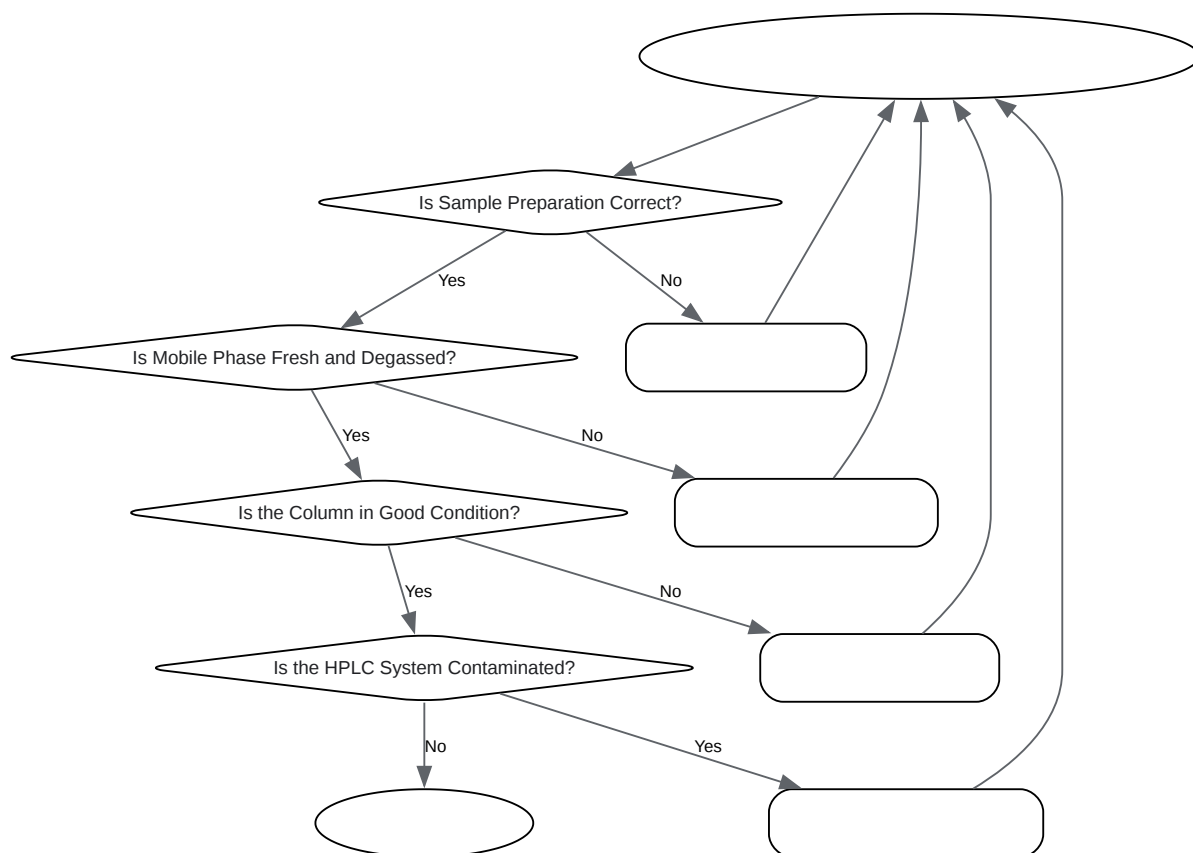 Is Sample Preparation Correct?
Yes
No
Is Mobile Phase Fresh and Degassed?
Yes
No
Is the Column in Good Condition?
Yes
No
Is the HPLC System Contaminated?
No
Yes